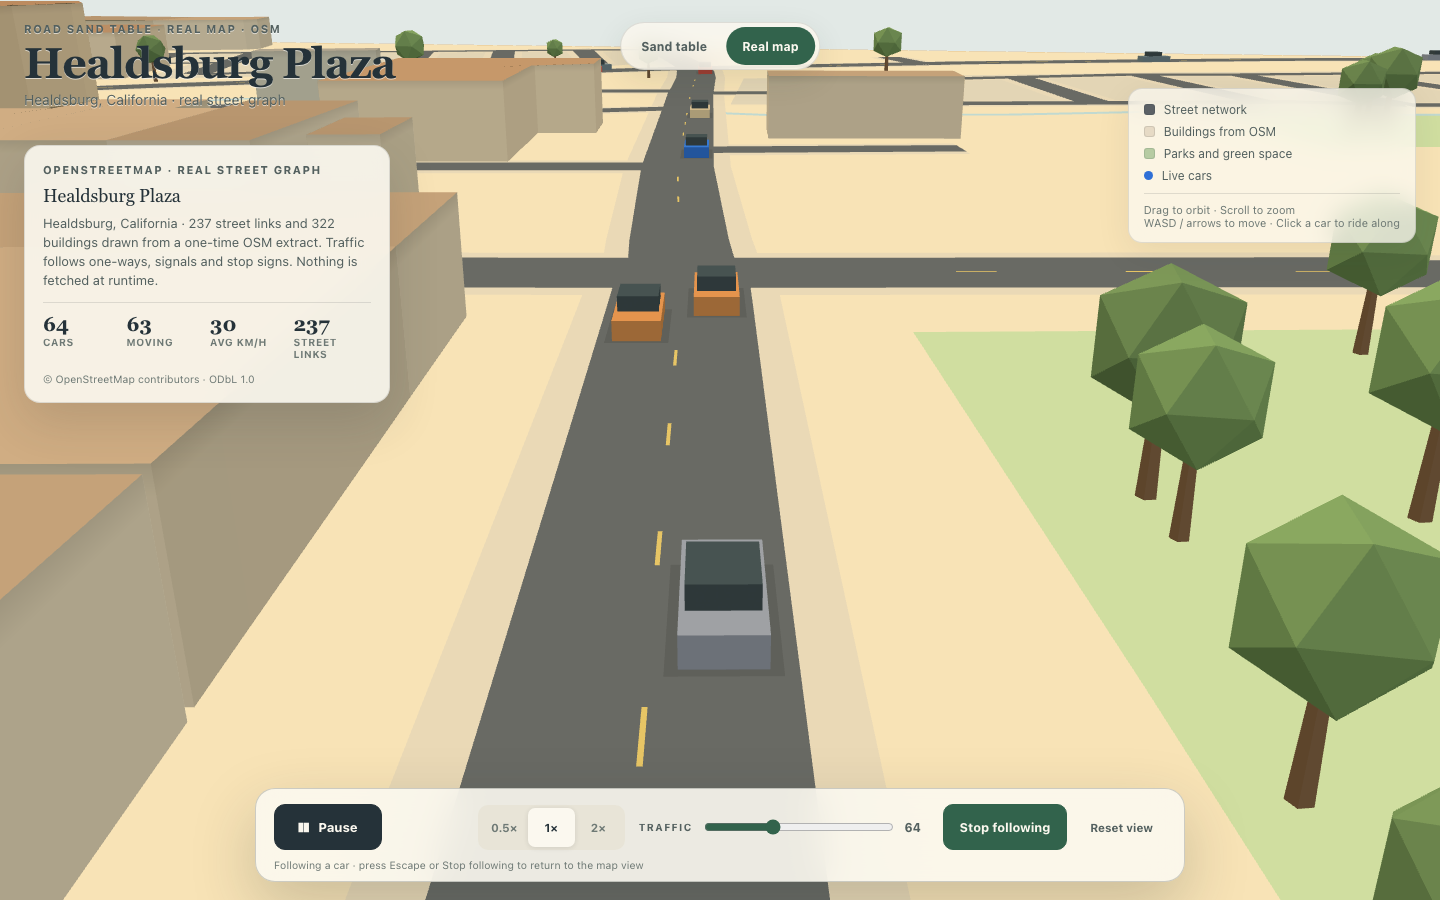 ROAD SAND TABLE · REAL MAP · OSM
Healdsburg Plaza
Healdsburg, California · real street graph
Sand table
Real map
OPENSTREETMAP · REAL STREET GRAPH
Healdsburg Plaza
Healdsburg, California · 237 street links and 322
buildings drawn from a one-time OSM extract. Traffic
follows one-ways, signals and stop signs. Nothing is
fetched at runtime.
64
CARS
63
MOVING
30
AVG KM/H
237
STREET
LINKS
© OpenStreetMap contributors · ODbL 1.0
Street network
Buildings from OSM
Parks and green space
Live cars
Drag to orbit · Scroll to zoom
WASD / arrows to move · Click a car to ride along
Pause
0.5×
1×
2×
TRAFFIC
64
Stop following
Reset view
Following a car · press Escape or Stop following to return to the map view